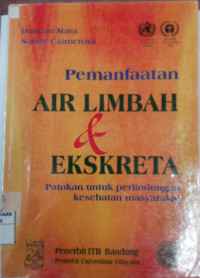 Duncan Mara
Sandy Cairncross
Pemanfaatan
AIR LIMBAH
&
EKSKRETA
Patokan untuk perlindungan
kesehatan masyarakat
Penerbit ITB Bandung
Penerbit Universitas Udayana